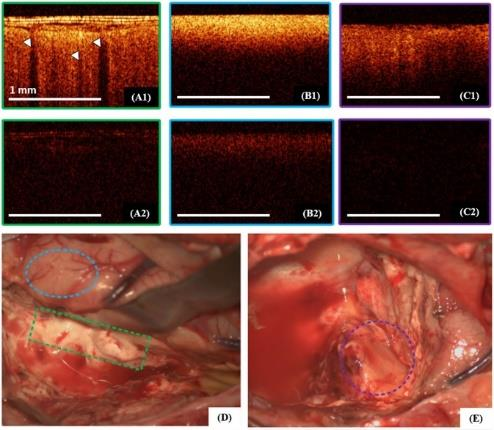 1 mm
(A1)
(B1)
(C1)
(A2)
(B2)
(C2)
(D)
(E)